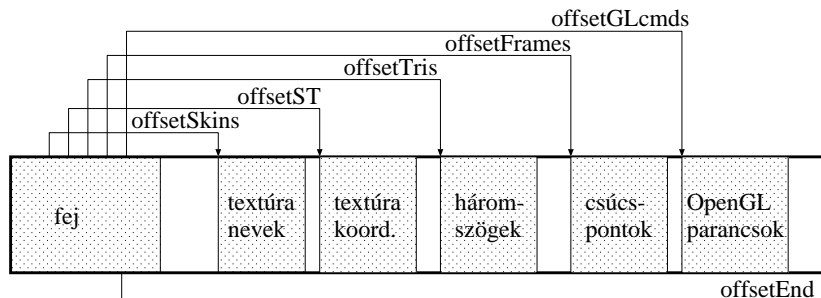 offsetGLcmds
offsetFrames
offsetTris
offsetST
offsetSkins
fej
textúra
nevek
textúra
koord.
három-
szögek
csúcs-
pontok
OpenGL
parancsok
offsetEnd